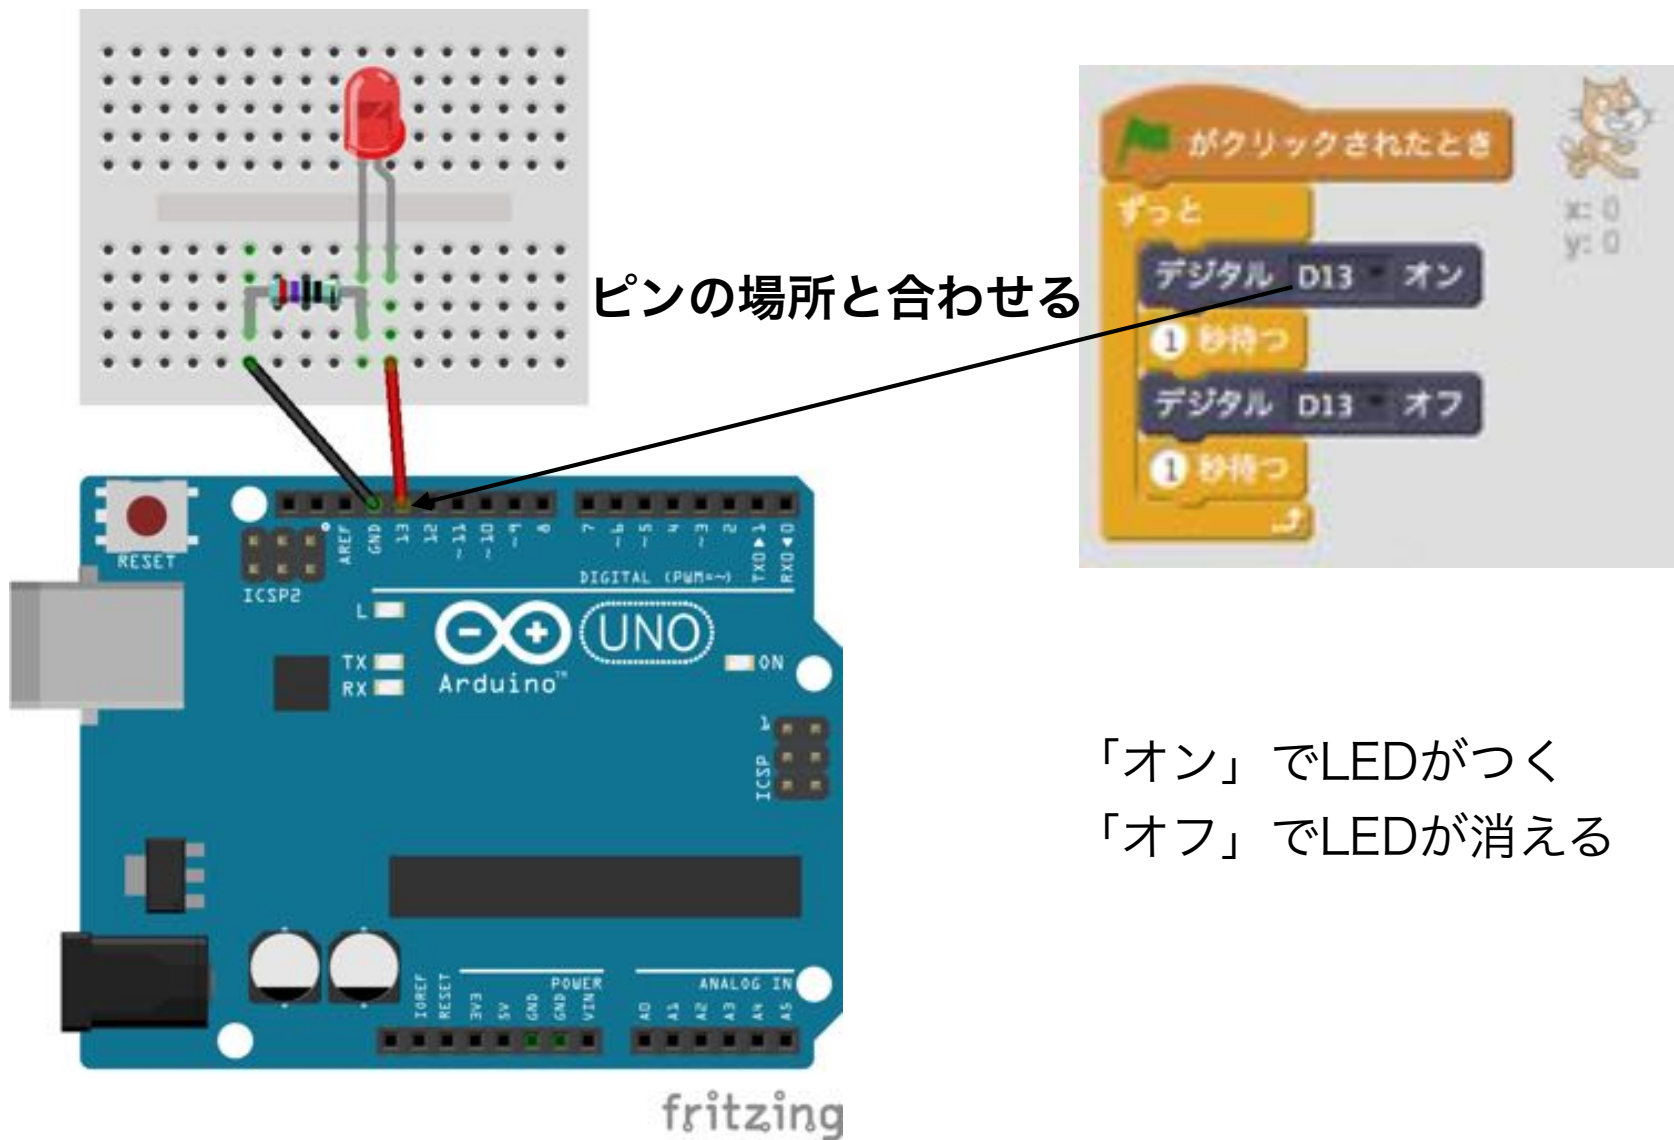 がクリックされたとき
ずっと
デジタル D13 オン
1 秒待つ
デジタル D13 オフ
1 秒待つ
x: 0
y: 0
ピンの場所と合わせる
RESET
ICSP2
AREF
GND
13
12
~11
~10
~9
8
7
~6
~5
4
~3
2
TX0▶1
RX0◀0
DIGITAL (PWM=~)
L
TX
RX
Arduino™
UNO
ON
1
ICSP
「オン」でLEDがつく
「オフ」でLEDが消える
IOREF
RESET
3V3
5V
GND
GND
VIN
POWER
ANALOG IN
A0
A1
A2
A3
A4
A5
fritzing